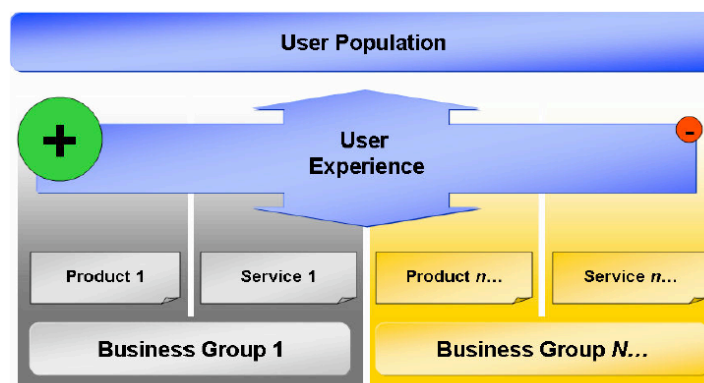 User Population
+
User
Experience
-
Product 1
Service 1
Product n...
Service n...
Business Group 1
Business Group N...